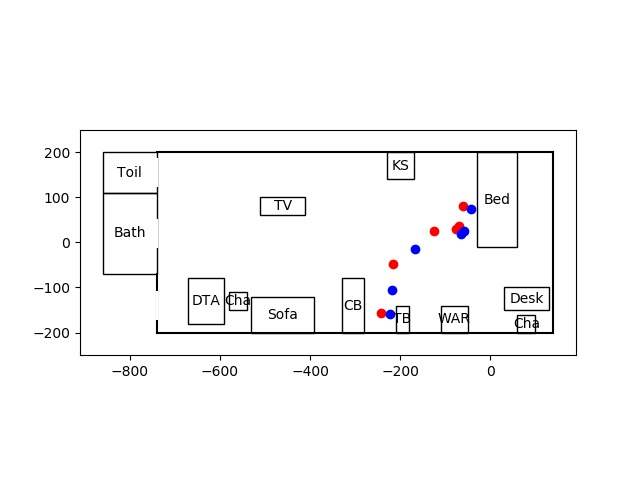 200
100
0
−100
−200
Toil
KS
Bed
TV
Bath
DTA
Cha
Sofa
CB
TB
WAR
Desk
Cha
−800
−600
−400
−200
0